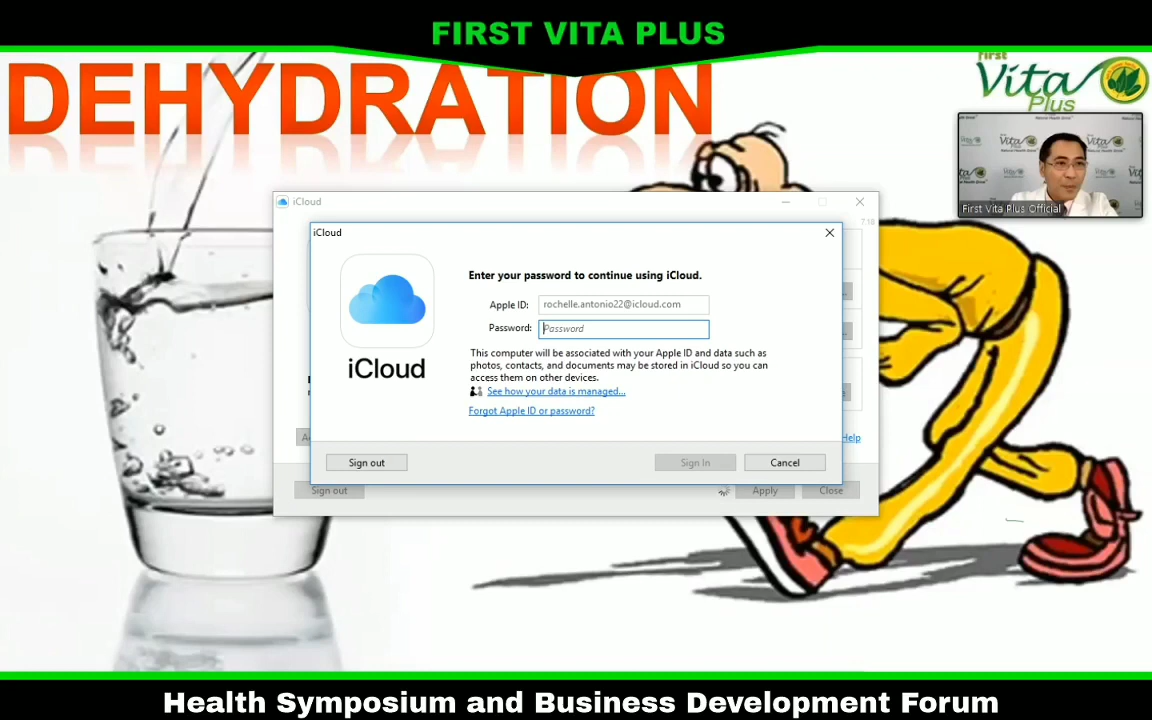 FIRST VITA PLUS
DEHYDRATION
First
Vita
Plus
First Vita Plus Official
iCloud
7.18
iCloud
Enter your password to continue using iCloud.
Apple ID: rochelle.antonio22@icloud.com
Password: Password
iCloud
This computer will be associated with your Apple ID and data such as
photos, contacts, and documents may be stored in iCloud so you can
access them on other devices.
See how your data is managed...
Forgot Apple ID or password?
Help
Sign out Sign In Cancel
Sign out Apply Close
Health Symposium and Business Development Forum